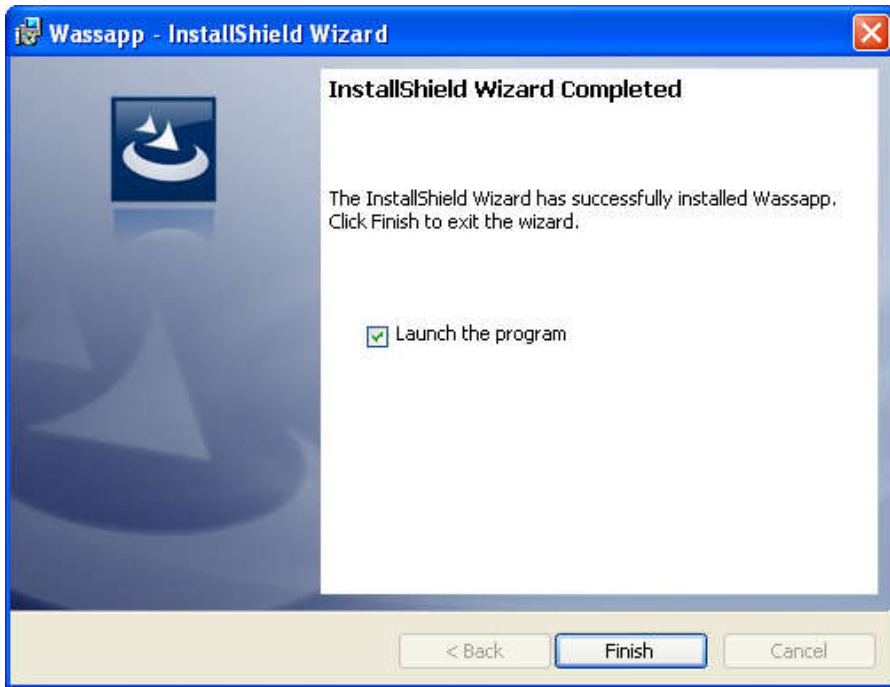 Wassapp - InstallShield Wizard
InstallShield Wizard Completed
The InstallShield Wizard has successfully installed Wassapp.
Click Finish to exit the wizard.
Launch the program
< Back
Finish
Cancel